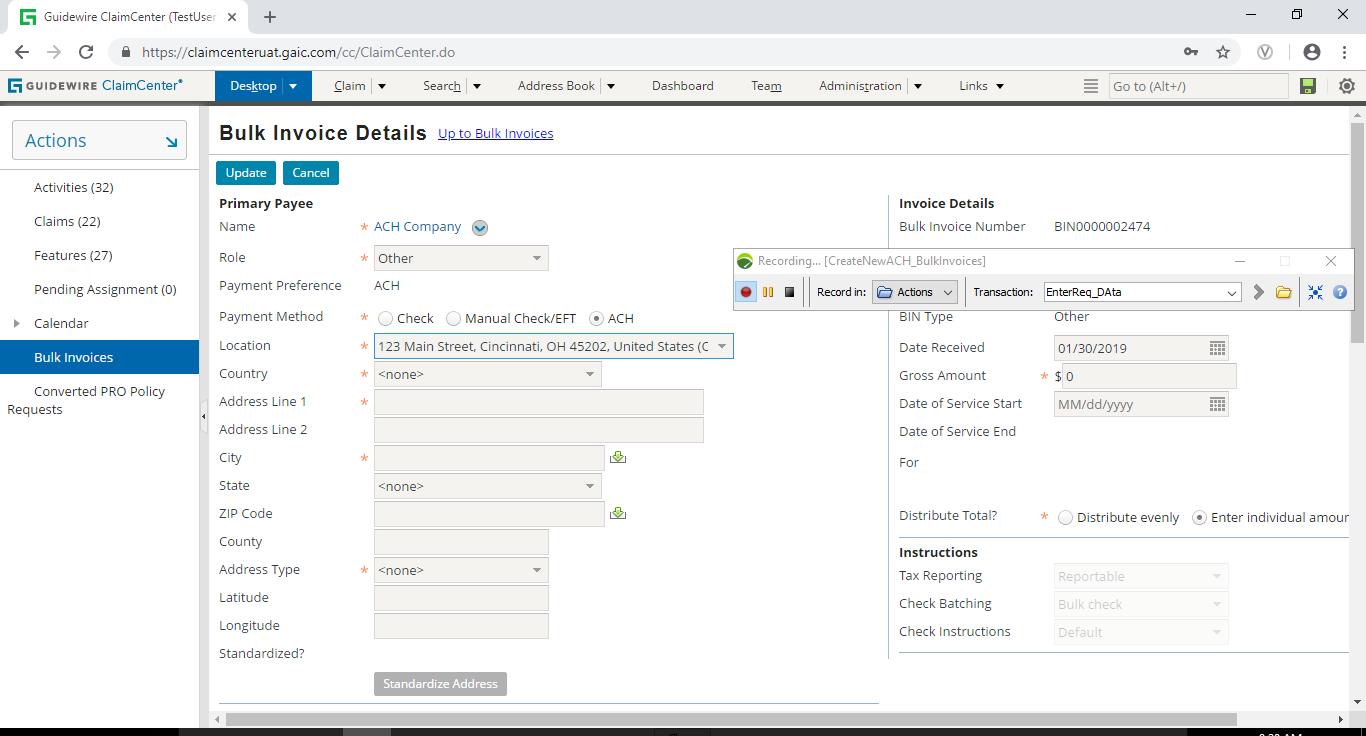 Guidewire ClaimCenter (TestUser
https://claimcenteruat.gaic.com/cc/ClaimCenter.do
GUIDEWIRE ClaimCenter® Desktop Claim Search Address Book Dashboard Team Administration Links Go to (Alt+/)
Actions
Activities (32)
Claims (22)
Features (27)
Pending Assignment (0)
Calendar
Bulk Invoices
Converted PRO Policy
Requests
Bulk Invoice Details Up to Bulk Invoices
Update Cancel
Primary Payee
Name * ACH Company
Role * Other
Payment Preference ACH
Payment Method * Check Manual Check/EFT ACH
Location * 123 Main Street, Cincinnati, OH 45202, United States (C
Country * <none>
Address Line 1 *
Address Line 2
City *
State <none>
ZIP Code
County
Address Type * <none>
Latitude
Longitude
Standardized?
Standardize Address
Invoice Details
Bulk Invoice Number BIN0000002474
Recording... [CreateNewACH_BulkInvoices]
Record in: Actions Transaction: EnterReq_DAta
BIN Type Other
Date Received 01/30/2019
Gross Amount * $ 0
Date of Service Start MM/dd/yyyy
Date of Service End
For
Distribute Total? * Distribute evenly Enter individual amour
Instructions
Tax Reporting Reportable
Check Batching Bulk check
Check Instructions Default